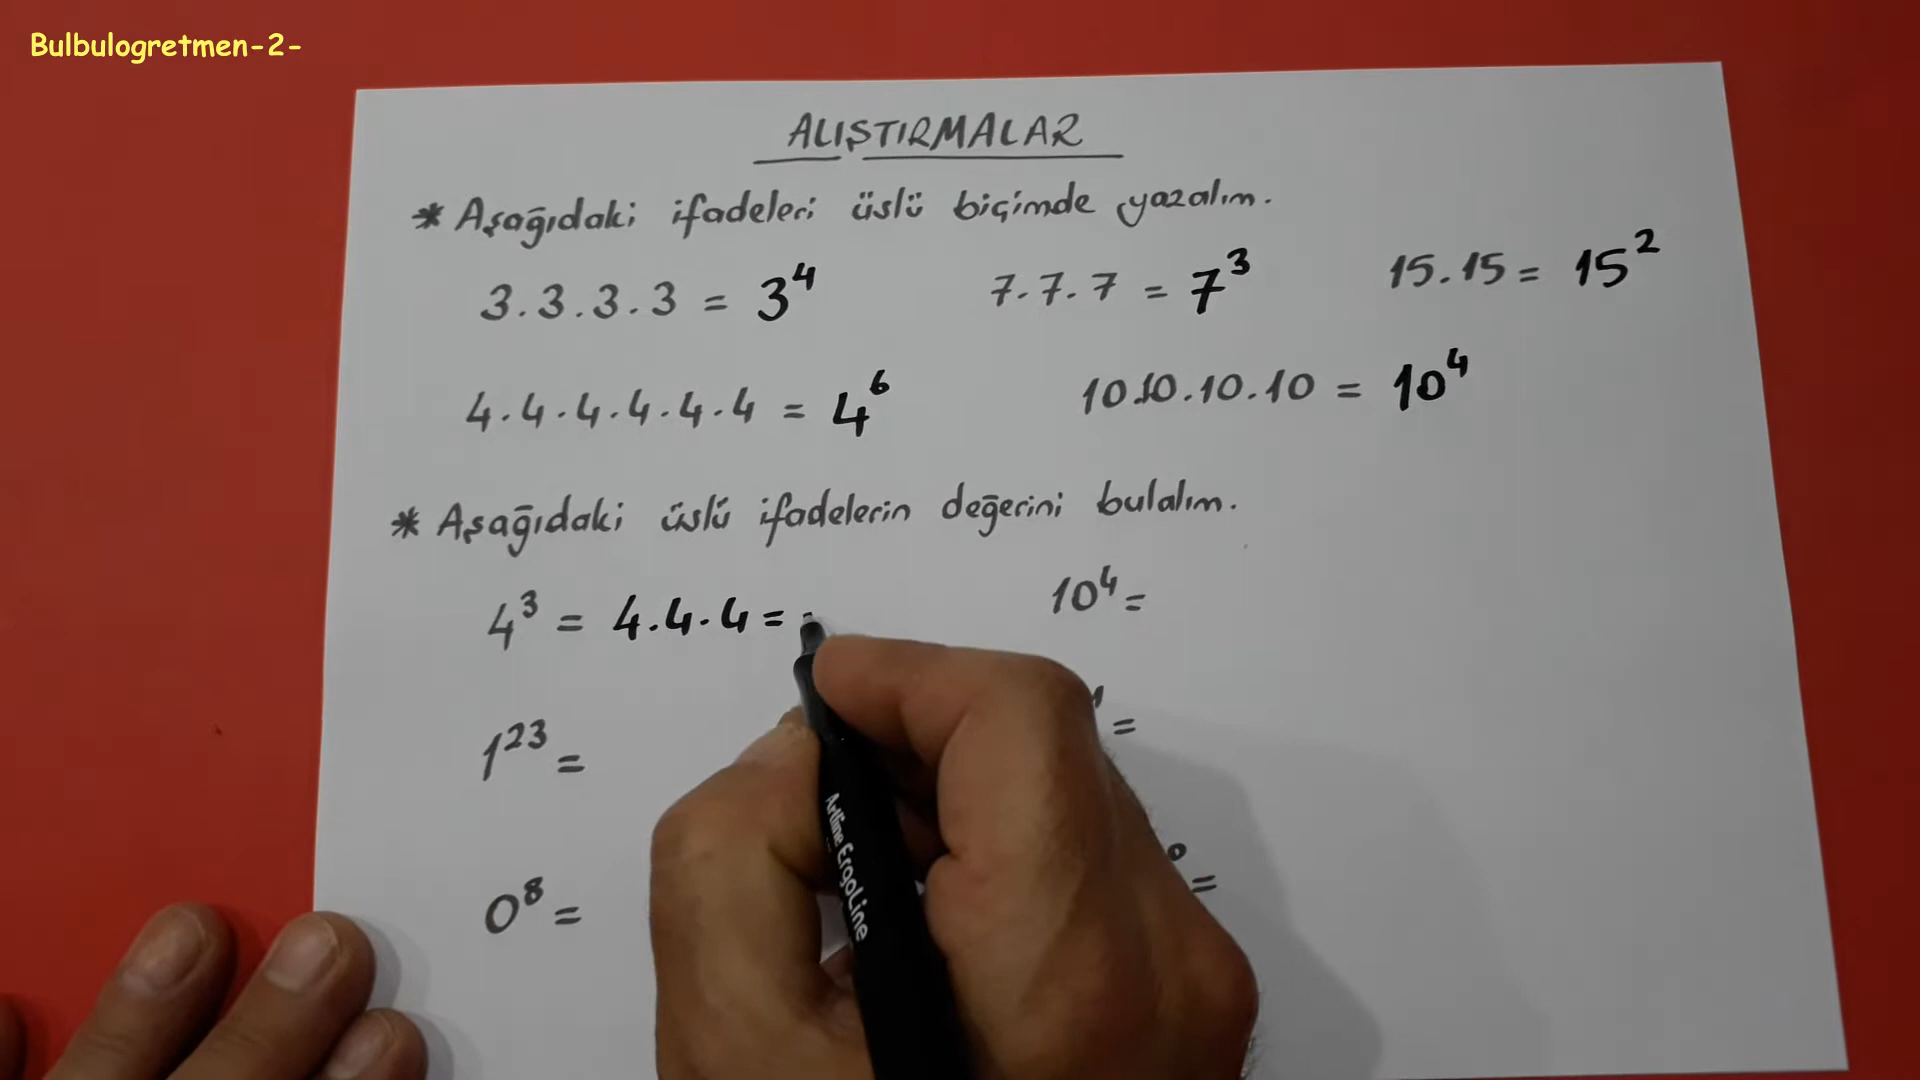 Bulbulogretmen-2-
ALIŞTIRMALAR
* Aşağıdaki ifadeleri üslü biçimde yazalım.
3.3.3.3 = 3⁴ 7.7.7 = 7³ 15.15 = 15²
4.4.4.4.4.4 = 4⁶ 10.10.10.10 = 10⁴
* Aşağıdaki üslü ifadelerin değerini bulalım.
4³ = 4.4.4 = 10⁴ =
1²³ = =
0⁸ = ⁰ =
Artline ErgoLine